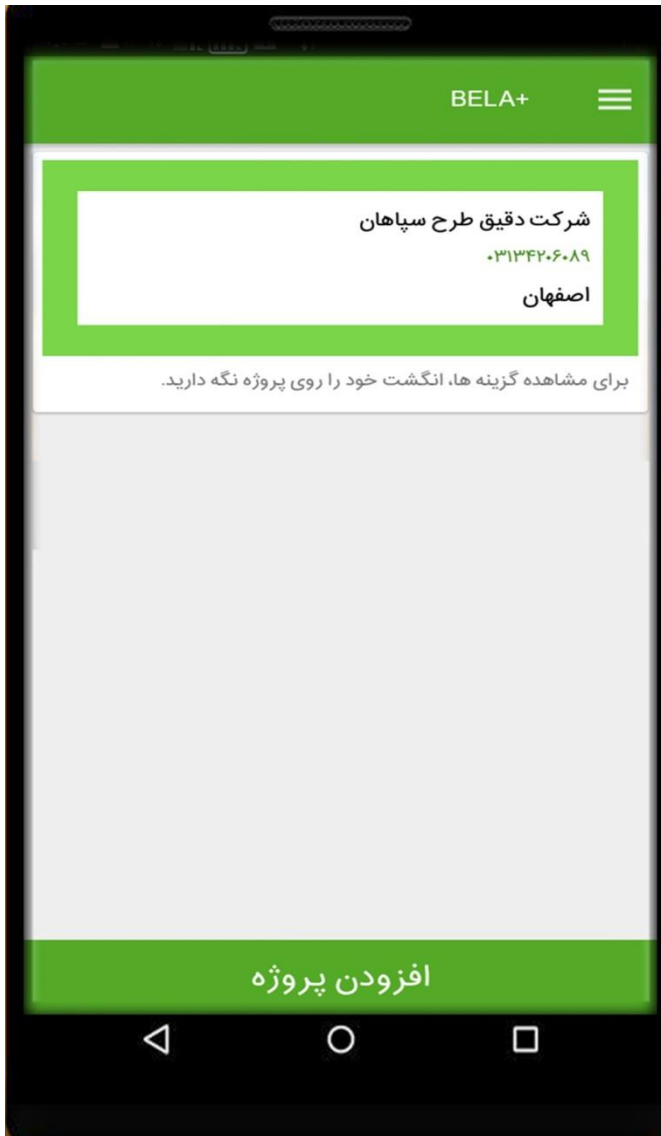 BELA+
شرکت دقیق طرح سپاهان
۰۳۱۳۴۲۰۶۰۸۹
اصفهان
برای مشاهده گزینه ها، انگشت خود را روی پروژه نگه دارید.
افزودن پروژه